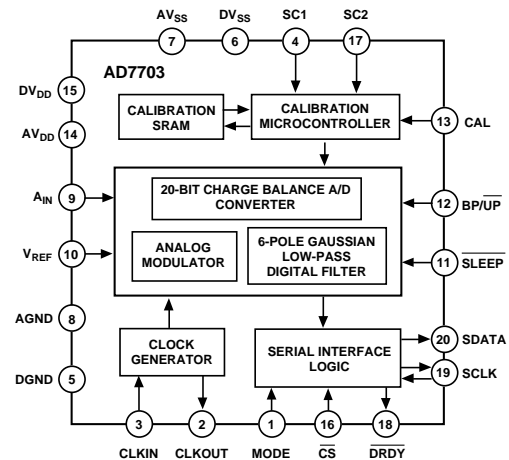 AVSS DVSS SC1 SC2
7 6 4 17
AD7703
DVDD 15
CALIBRATION
SRAM
CALIBRATION
MICROCONTROLLER
13 CAL
AVDD 14
20-BIT CHARGE BALANCE A/D
CONVERTER
AIN 9
12 BP/UP
ANALOG
MODULATOR
6-POLE GAUSSIAN
LOW-PASS
DIGITAL FILTER
VREF 10
11 SLEEP
AGND 8
CLOCK
GENERATOR
SERIAL INTERFACE
LOGIC
20 SDATA
19 SCLK
DGND 5
3 2 1 16 18
CLKIN CLKOUT MODE CS DRDY